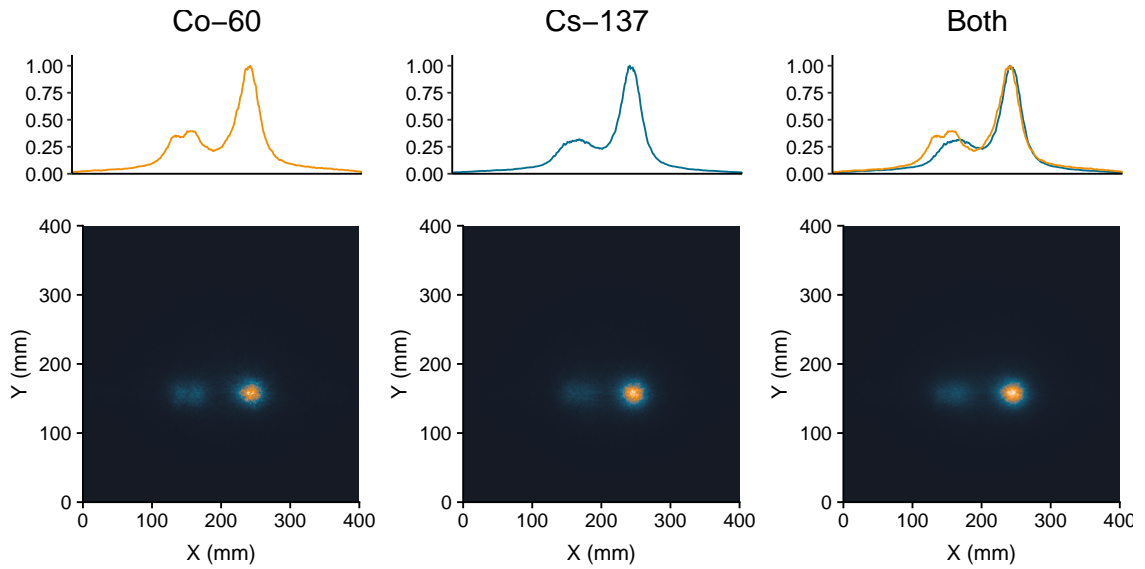 Co−60 Cs−137 Both
1.00 1.00 1.00
0.75 0.75 0.75
0.50 0.50 0.50
0.25 0.25 0.25
0.00 0.00 0.00
400 400 400
300 300 300
200 200 200
100 100 100
0 0 0
Y (mm) Y (mm) Y (mm)
0 100 200 300 400 0 100 200 300 400 0 100 200 300 400
X (mm) X (mm) X (mm)